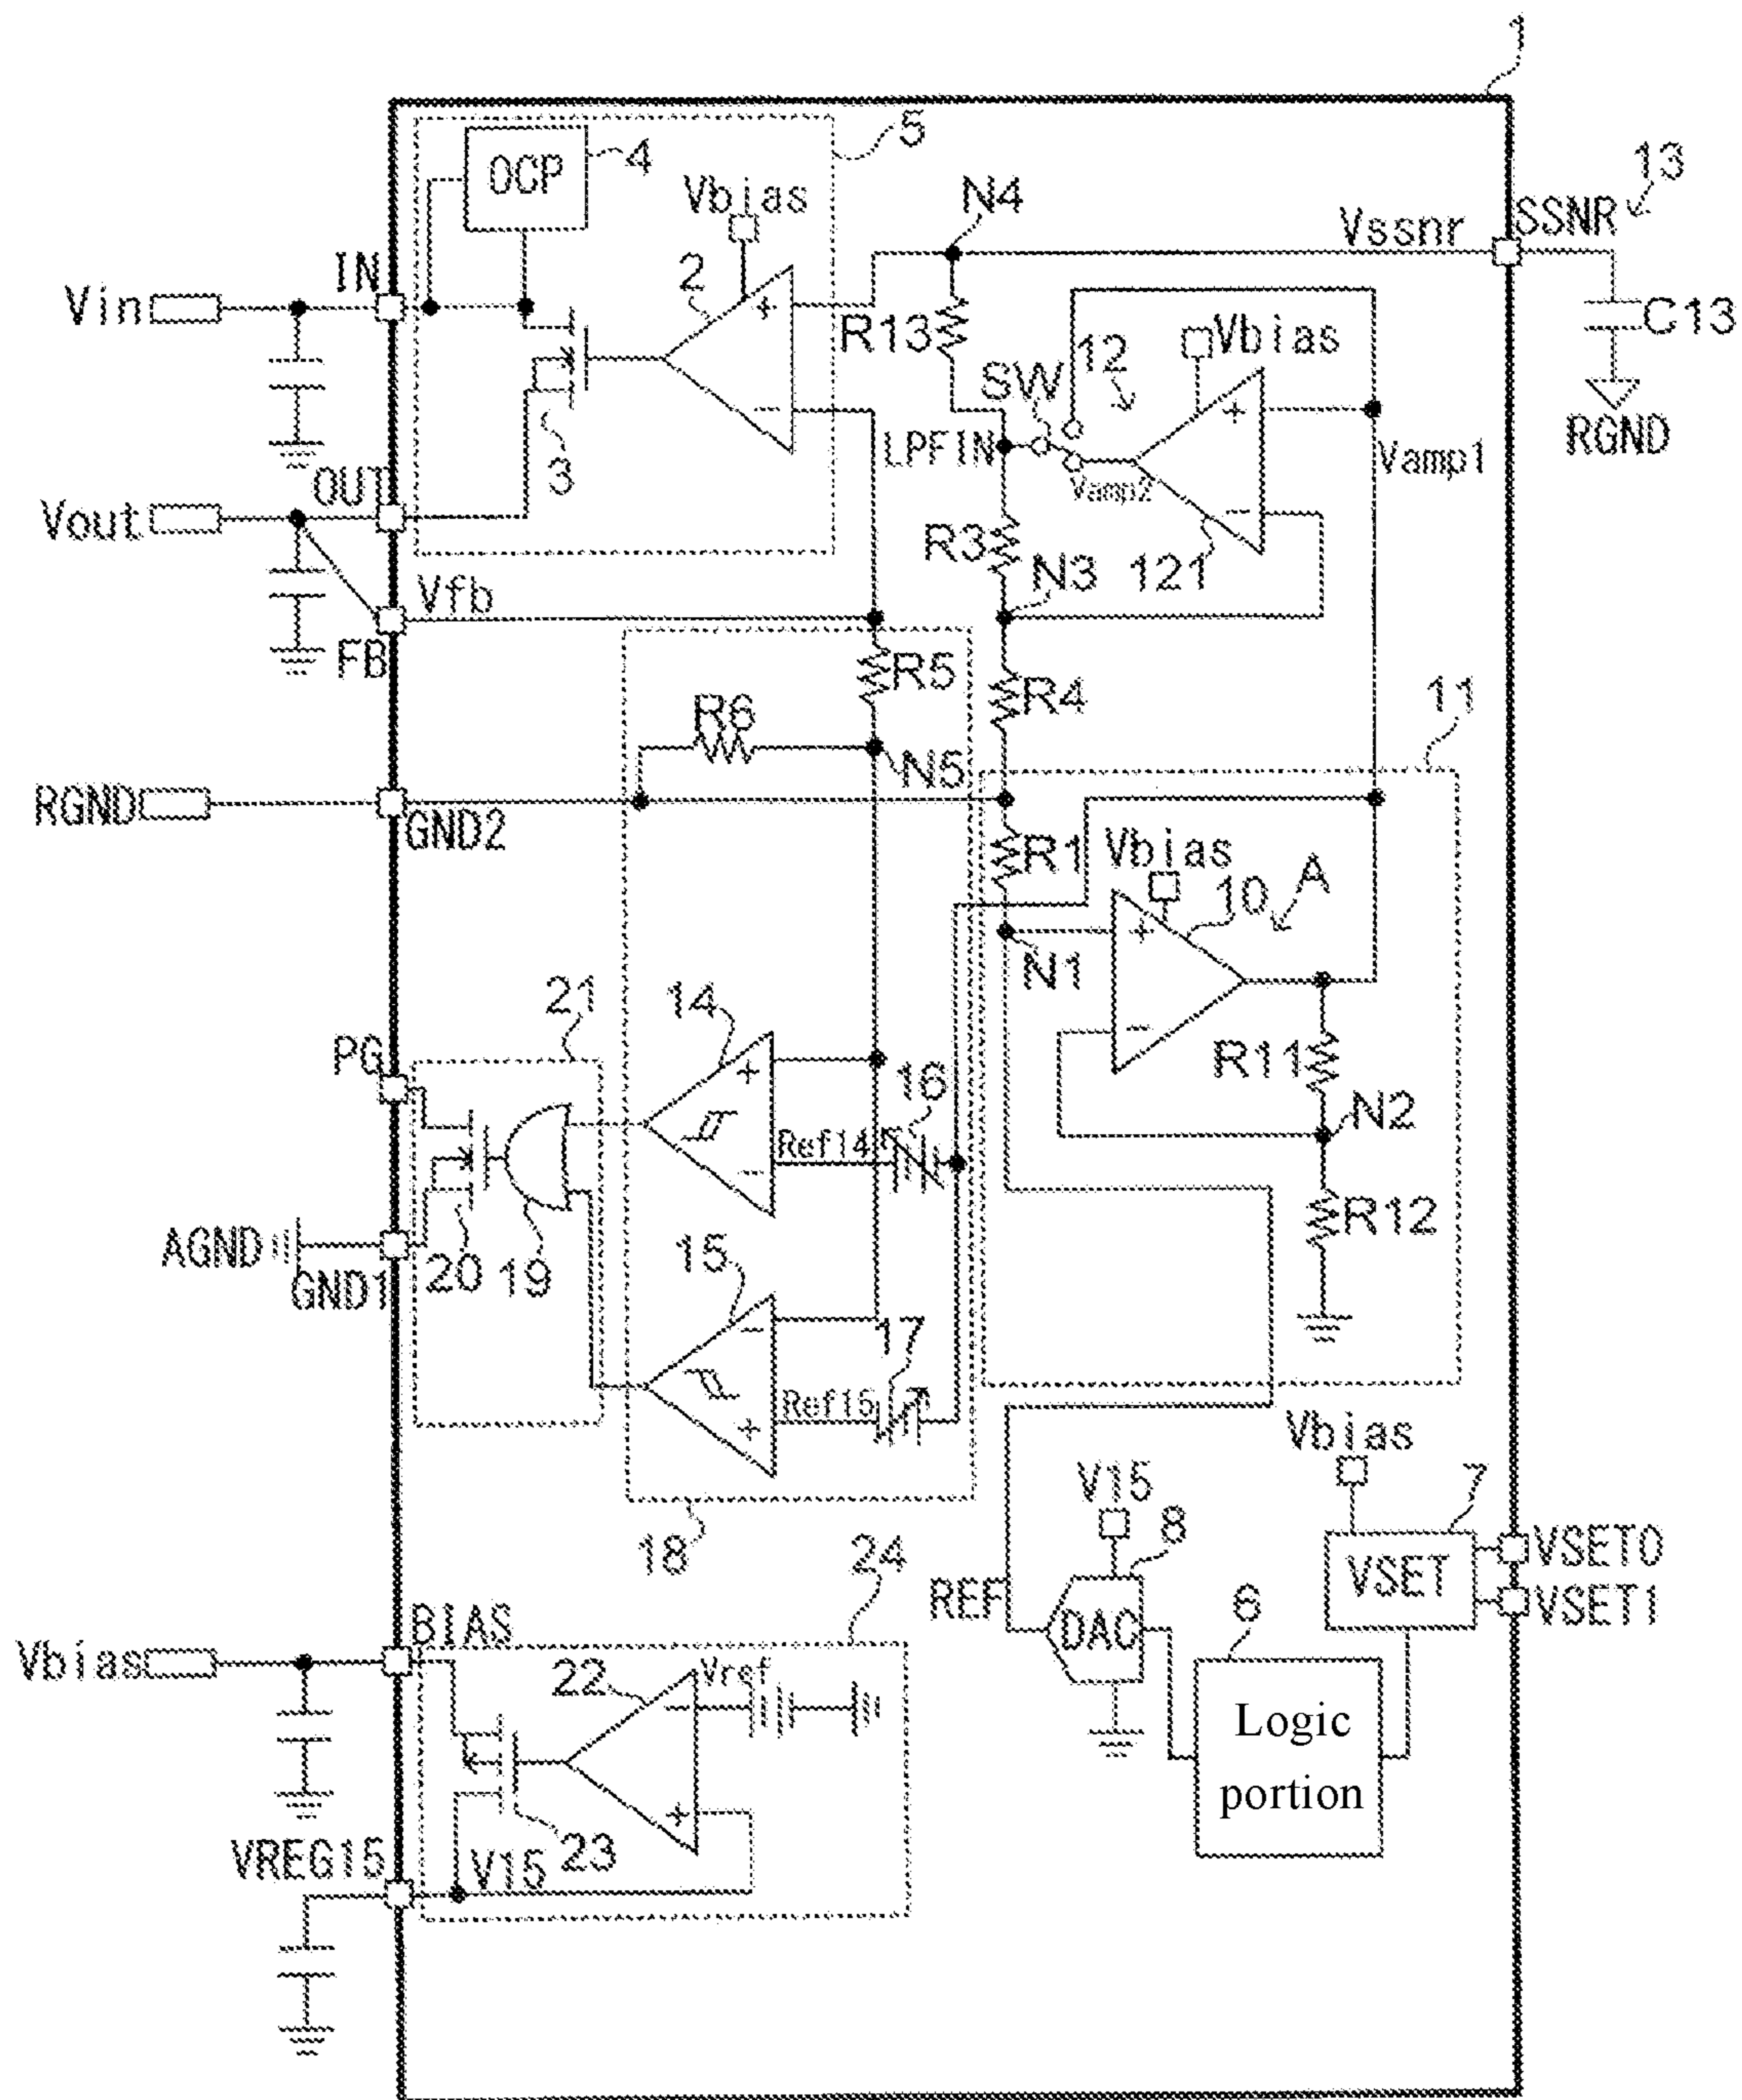 1
5
4
OCP
Vbias
N4
13
SSNR
Vssnr
IN
Vin
2
+
R13
C13
Vbias
12
SW
+
RGND
3
−
LPFIN
Vamp2
Vamp1
OUT
Vout
R3
N3
121
−
Vfb
FB
R5
R4
11
R6
N5
RGND
GND2
R1
Vbias
10
A
+
N1
21
14
PG
−
R11
+
16
N2
Ref14
−
R12
AGND
GND1
20
19
15
−
17
Ref15
+
Vbias
V15
7
8
18
24
VSET0
VSET
REF
DAC
6
VSET1
BIAS
Vbias
22
Vref
−
Logic
portion
+
VREG15
V15
23